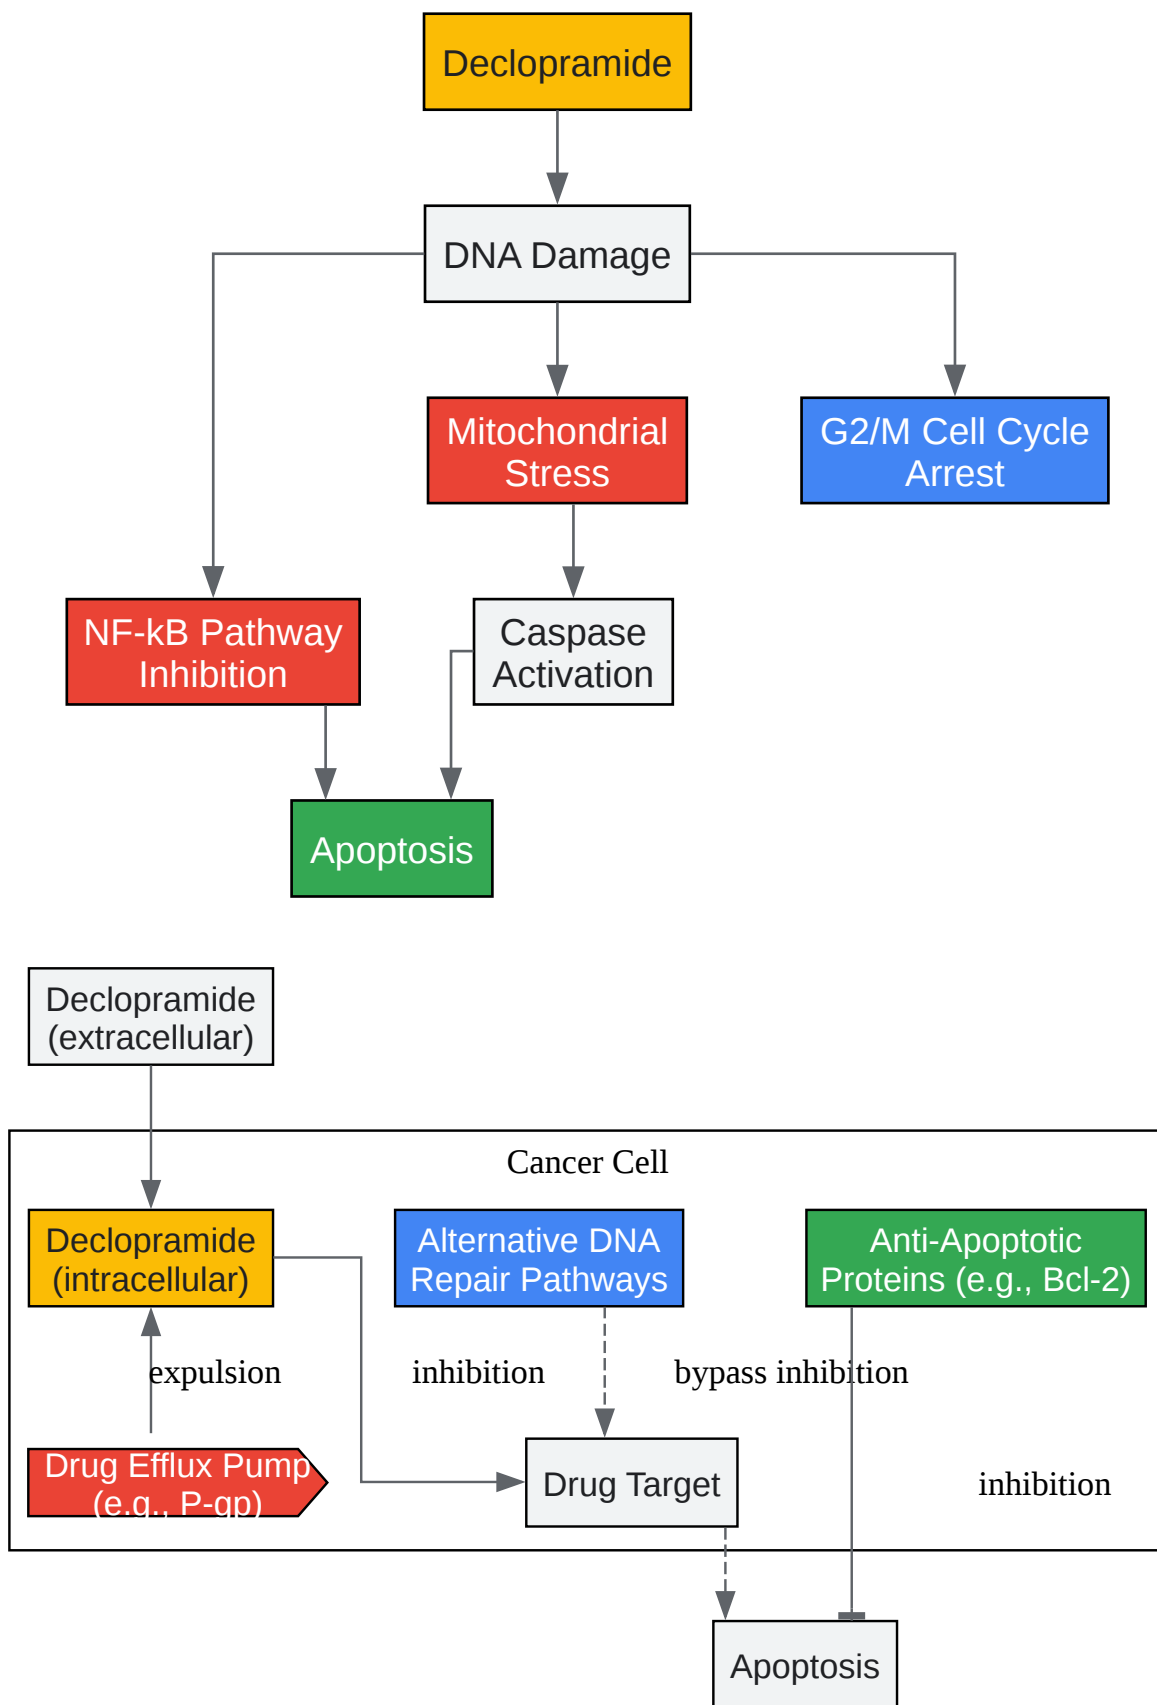 Declopramide
DNA Damage
Mitochondrial
Stress
G2/M Cell Cycle
Arrest
NF-kB Pathway
Inhibition
Caspase
Activation
Apoptosis
Declopramide
(extracellular)
Cancer Cell
Declopramide
(intracellular)
Alternative DNA
Repair Pathways
Anti-Apoptotic
Proteins (e.g., Bcl-2)
expulsion
inhibition
bypass inhibition
Drug Efflux Pump
(e.g., P-gp)
Drug Target
inhibition
Apoptosis